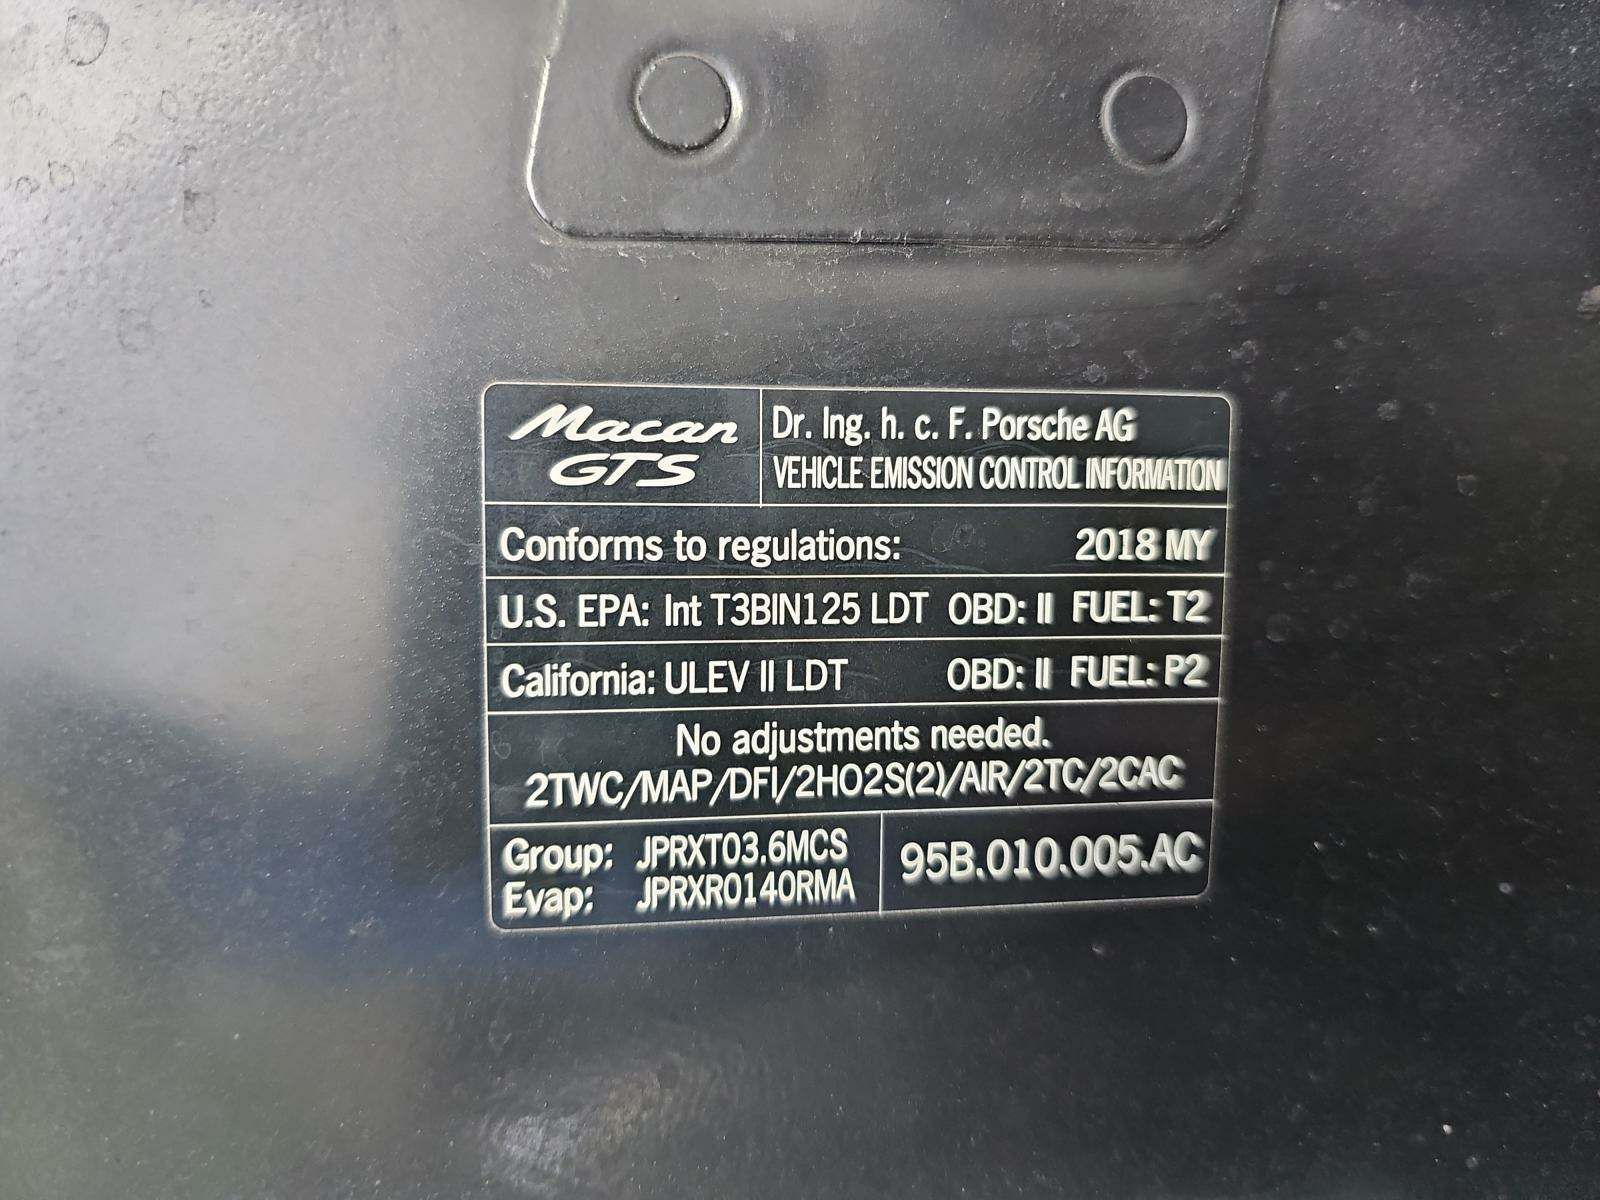 Macan
GTS
Dr. Ing. h. c. F. Porsche AG
VEHICLE EMISSION CONTROL INFORMATION
Conforms to regulations: 2018 MY
U.S. EPA: Int T3BIN125 LDT OBD: II FUEL: T2
California: ULEV II LDT OBD: II FUEL: P2
No adjustments needed.
2TWC/MAP/DFI/2HO2S(2)/AIR/2TC/2CAC
Group: JPRXT03.6MCS
Evap: JPRXR0140RMA
95B.010.005.AC